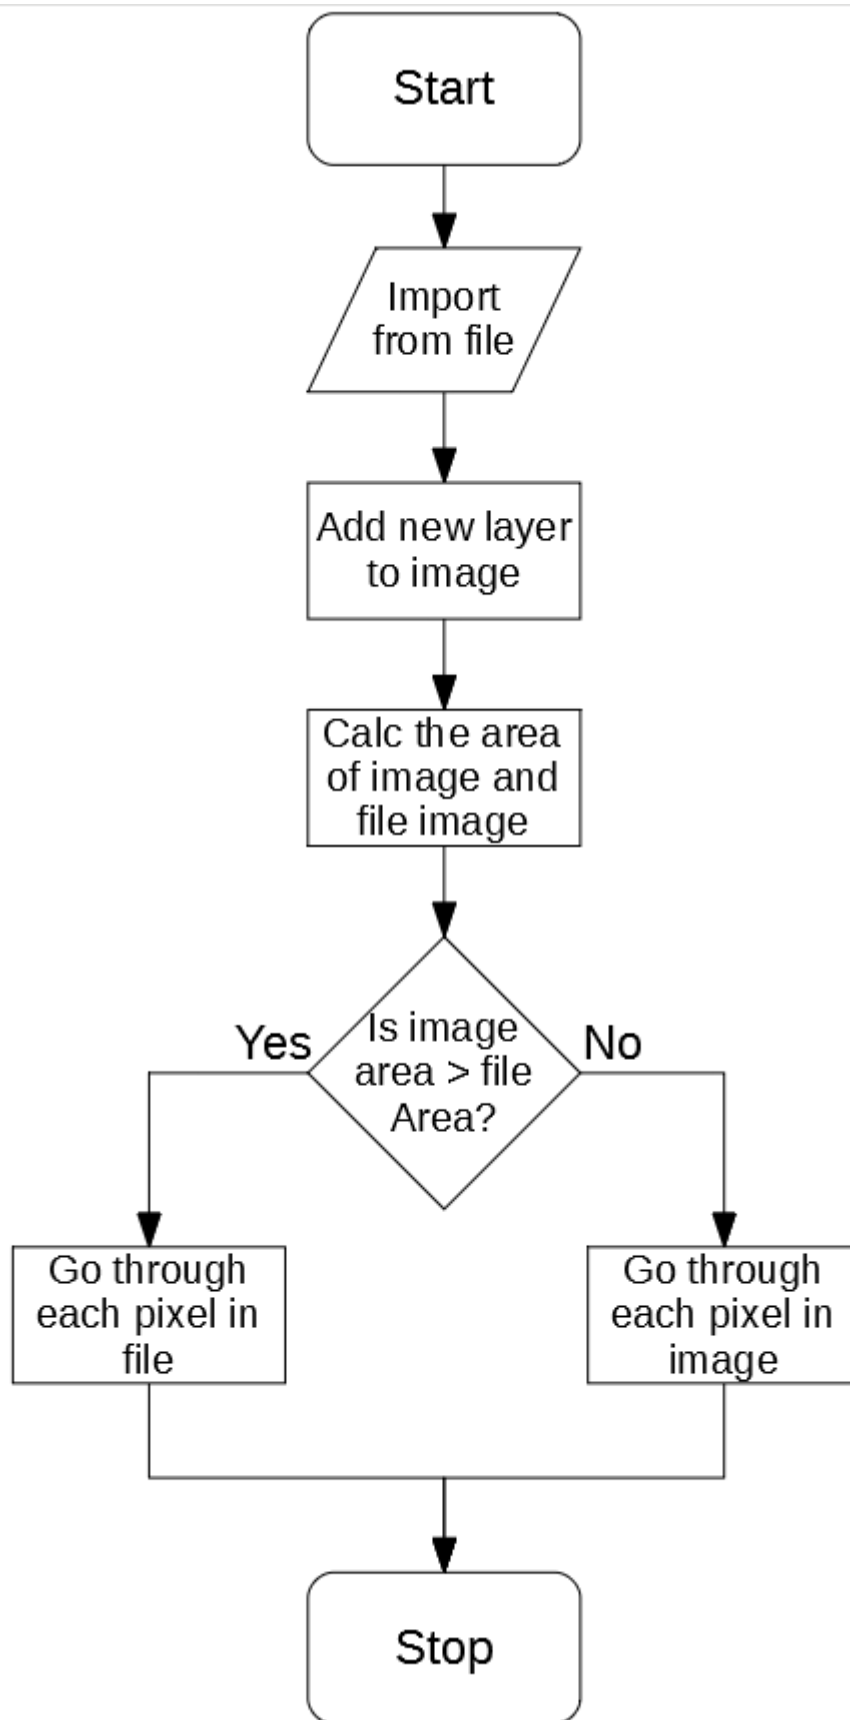 Start
Import
from file
Add new layer
to image
Calc the area
of image and
file image
Is image
area > file
Area?
Yes
No
Go through
each pixel in
file
Go through
each pixel in
image
Stop